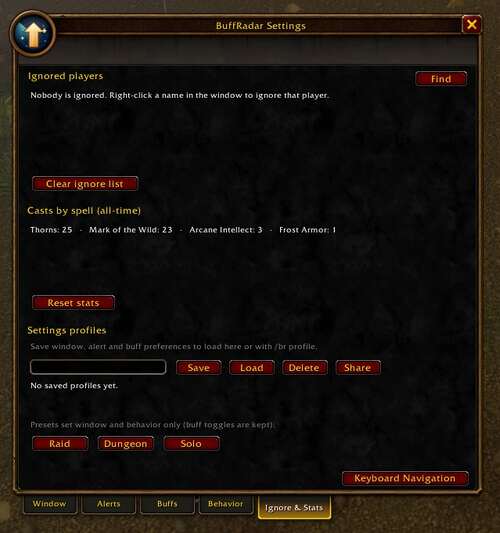 BuffRadar Settings
Ignored players
Find
Nobody is ignored. Right-click a name in the window to ignore that player.
Clear ignore list
Casts by spell (all-time)
Thorns: 25 - Mark of the Wild: 23 - Arcane Intellect: 3 - Frost Armor: 1
Reset stats
Settings profiles
Save window, alert and buff preferences to load here or with /br profile.
Save Load Delete Share
No saved profiles yet.
Presets set window and behavior only (buff toggles are kept):
Raid Dungeon Solo
Keyboard Navigation
Window Alerts Buffs Behavior Ignore & Stats